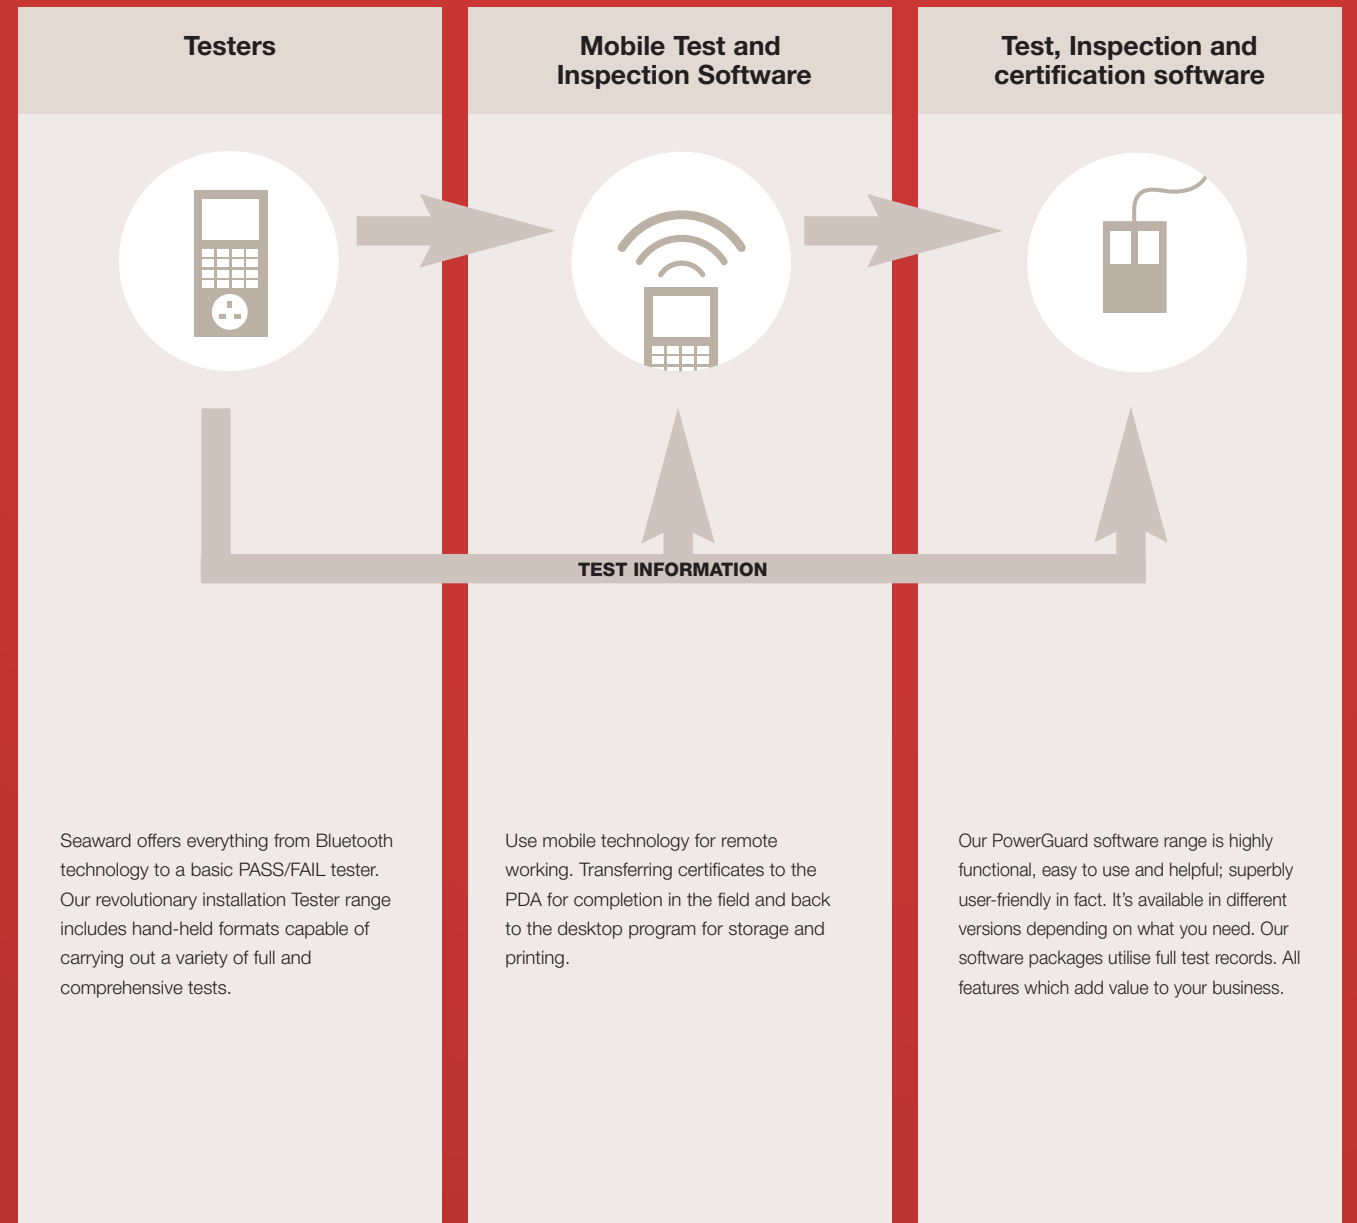 Testers
Mobile Test and
Inspection Software
Test, Inspection and
certification software
TEST INFORMATION
Seaward offers everything from Bluetooth
technology to a basic PASS/FAIL tester.
Our revolutionary installation Tester range
includes hand-held formats capable of
carrying out a variety of full and
comprehensive tests.
Use mobile technology for remote
working. Transferring certificates to the
PDA for completion in the field and back
to the desktop program for storage and
printing.
Our PowerGuard software range is highly
functional, easy to use and helpful; superbly
user-friendly in fact. It’s available in different
versions depending on what you need. Our
software packages utilise full test records. All
features which add value to your business.